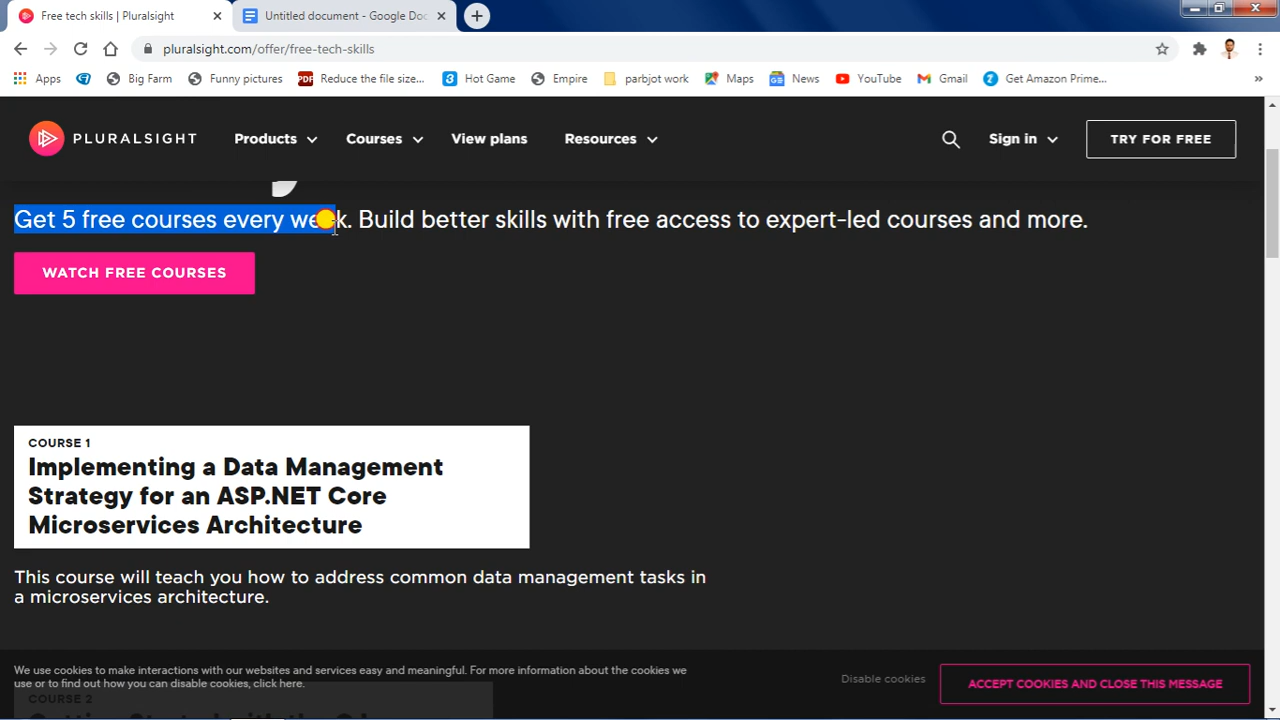 Free tech skills | Pluralsight
Untitled document - Google Doc
pluralsight.com/offer/free-tech-skills
Apps
Big Farm
Funny pictures
PDF
Reduce the file size...
Hot Game
Empire
parbjot work
Maps
News
YouTube
Gmail
Get Amazon Prime...
»
PLURALSIGHT
Products
Courses
View plans
Resources
Sign in
TRY FOR FREE
Get 5 free courses every week. Build better skills with free access to expert-led courses and more.
WATCH FREE COURSES
COURSE 1
Implementing a Data Management
Strategy for an ASP.NET Core
Microservices Architecture
This course will teach you how to address common data management tasks in
a microservices architecture.
We use cookies to make interactions with our websites and services easy and meaningful. For more information about the cookies we
use or to find out how you can disable cookies, click here.
Disable cookies
ACCEPT COOKIES AND CLOSE THIS MESSAGE
COURSE 2
Getting Started with the